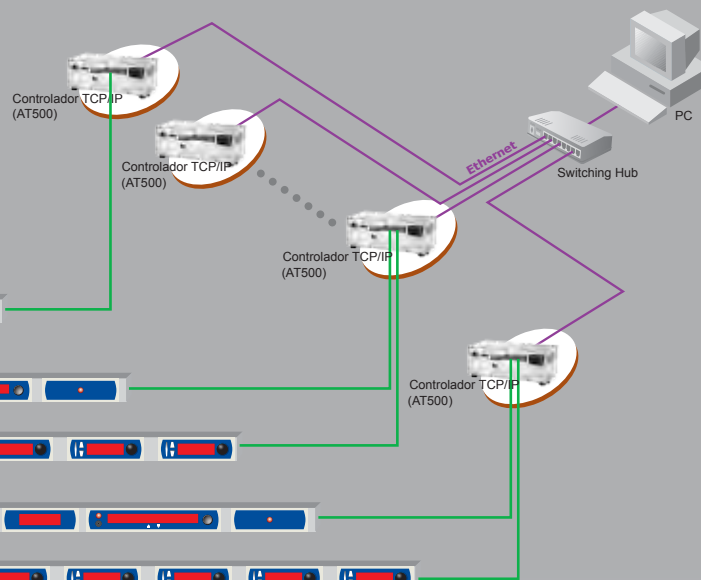 Controlador TCP/IP
(AT500)
PC
Ethernet
Switching Hub
Controlador TCP/IP
(AT500)
Controlador TCP/IP
(AT500)
Controlador TCP/IP
(AT500)